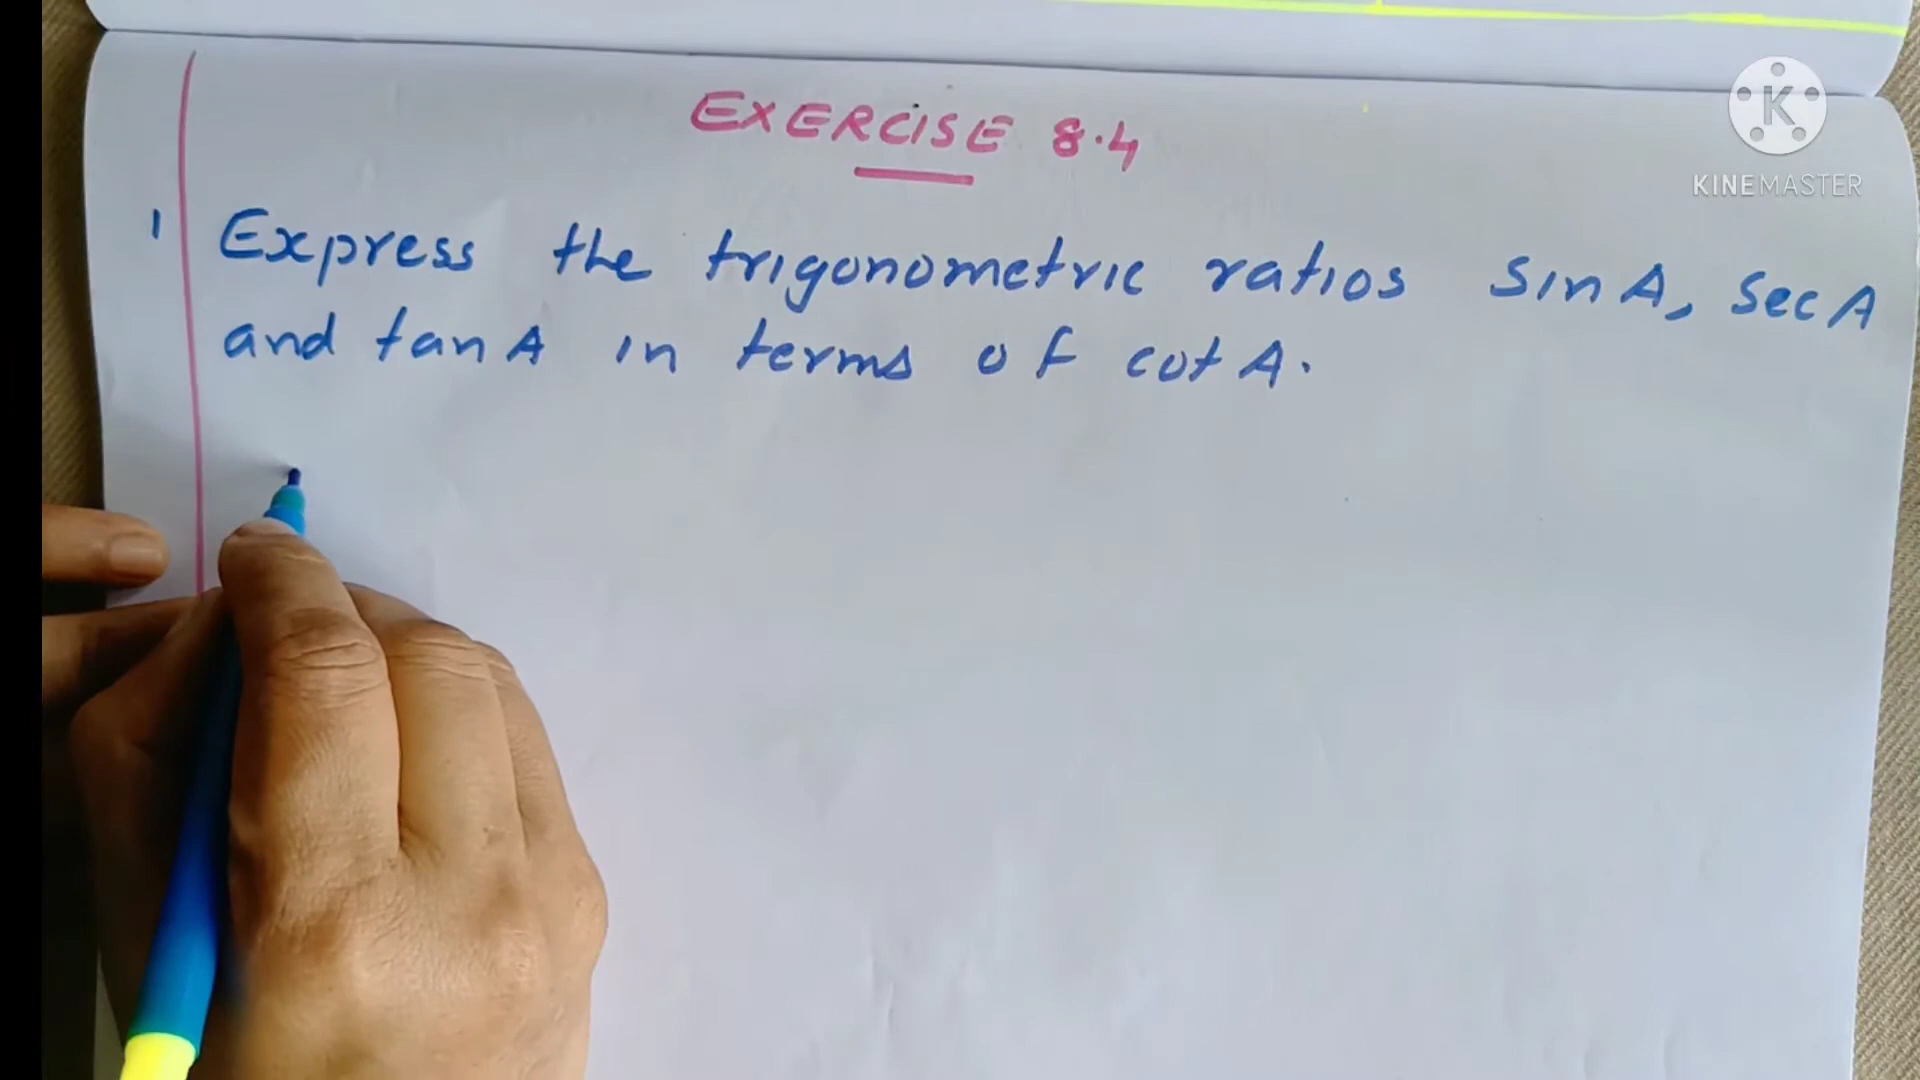 KINEMASTER
EXERCISE 8.4
1 Express the trigonometric ratios sin A, sec A
and tan A in terms of cot A.